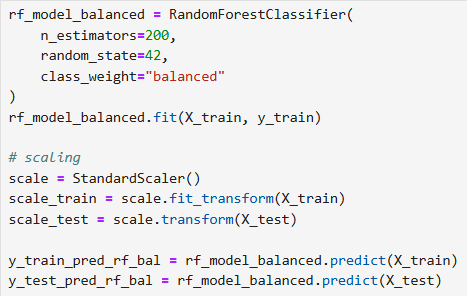 rf_model_balanced = RandomForestClassifier(
    n_estimators=200,
    random_state=42,
    class_weight="balanced"
)
rf_model_balanced.fit(X_train, y_train)

# scaling
scale = StandardScaler()
scale_train = scale.fit_transform(X_train)
scale_test = scale.transform(X_test)

y_train_pred_rf_bal = rf_model_balanced.predict(X_train)
y_test_pred_rf_bal = rf_model_balanced.predict(X_test)